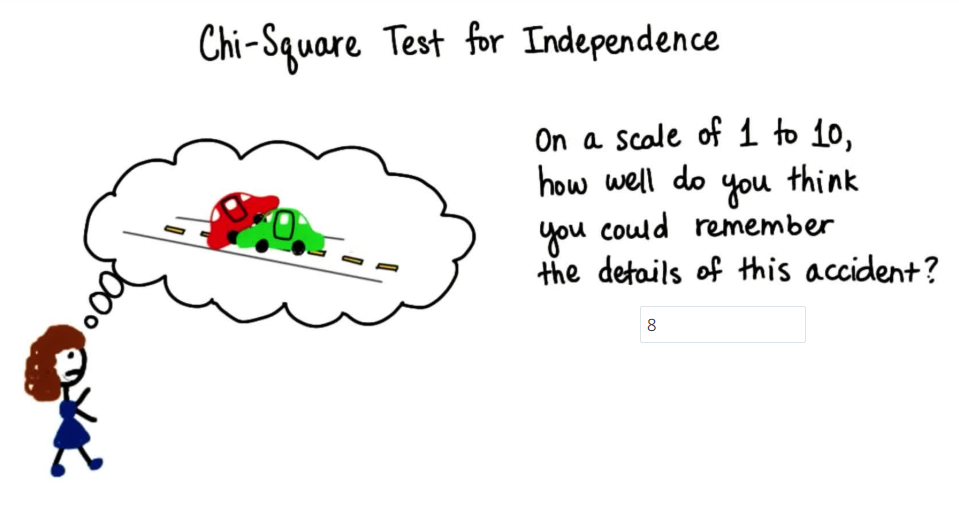 Chi-Square Test for Independence
On a scale of 1 to 10,
how well do you think
you could remember
the details of this accident?
8